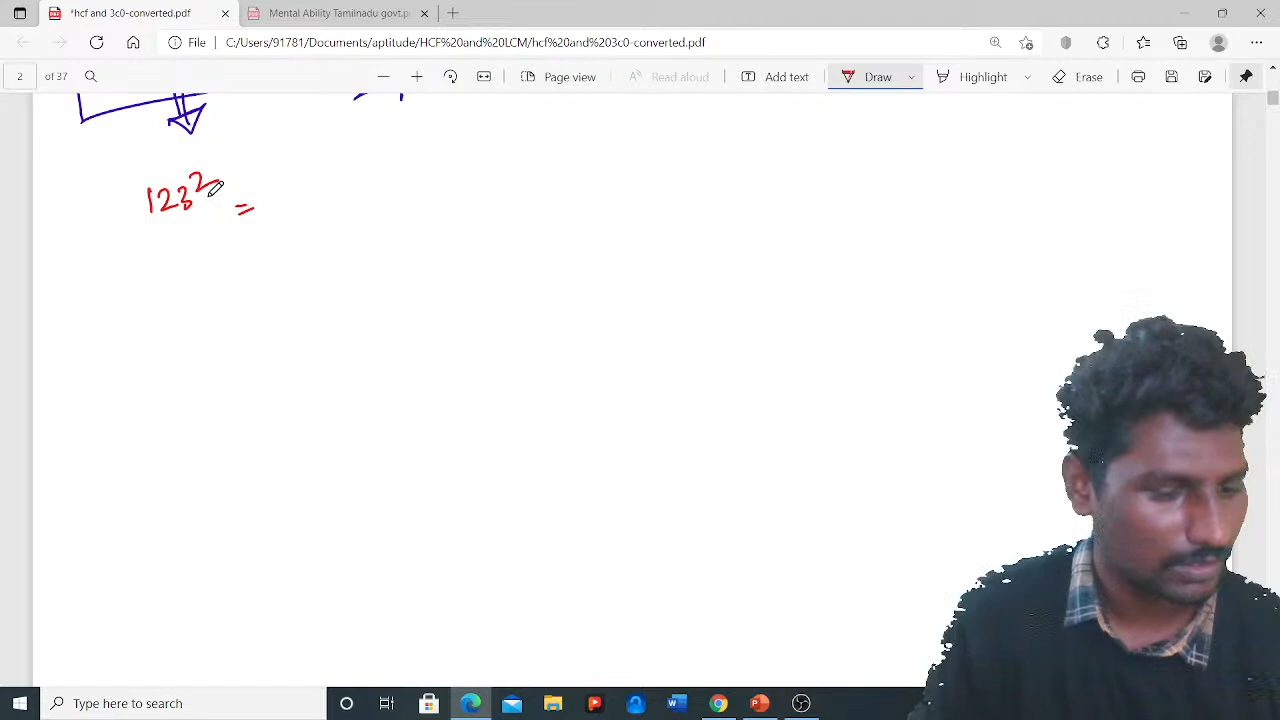 *hcf and 3c0-converted.pdf
Mental Ability Tamilnadu govt.p
File C:/Users/91781/Documents/aptitude/HCF%20and%20LCM/hcf%20and%203c0-converted.pdf
2 of 37 Page view Read aloud Add text Draw Highlight Erase
123² =
Type here to search